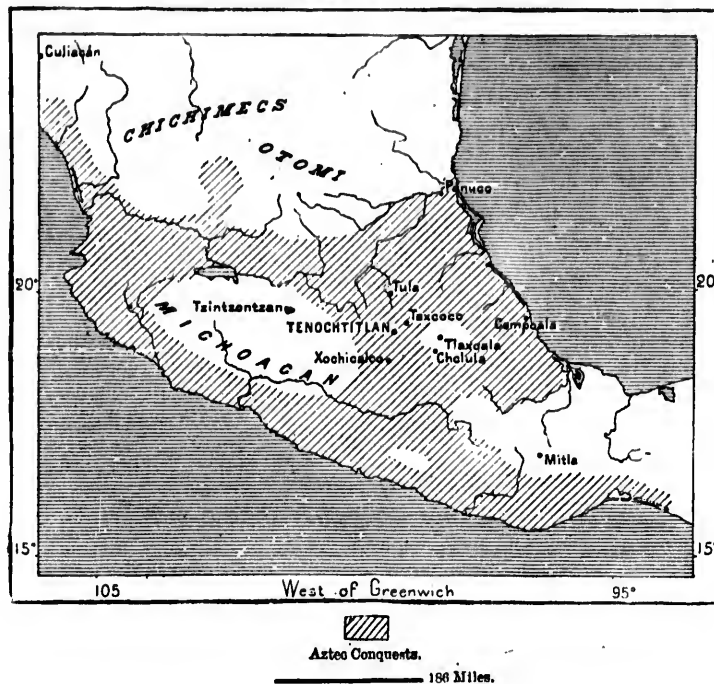 Culiacán
CHICHIMECS
OTOMI
Panuco
20°
20
Tula
Tzintzontzan
Texcoco
TENOCHTITLAN
Cempoala
MICHOACAN
Tlaxcala
Xochicalco
Cholula
Mitla
15°
15°
105
West of Greenwich
95°
Aztec Conquests.
186 Miles.